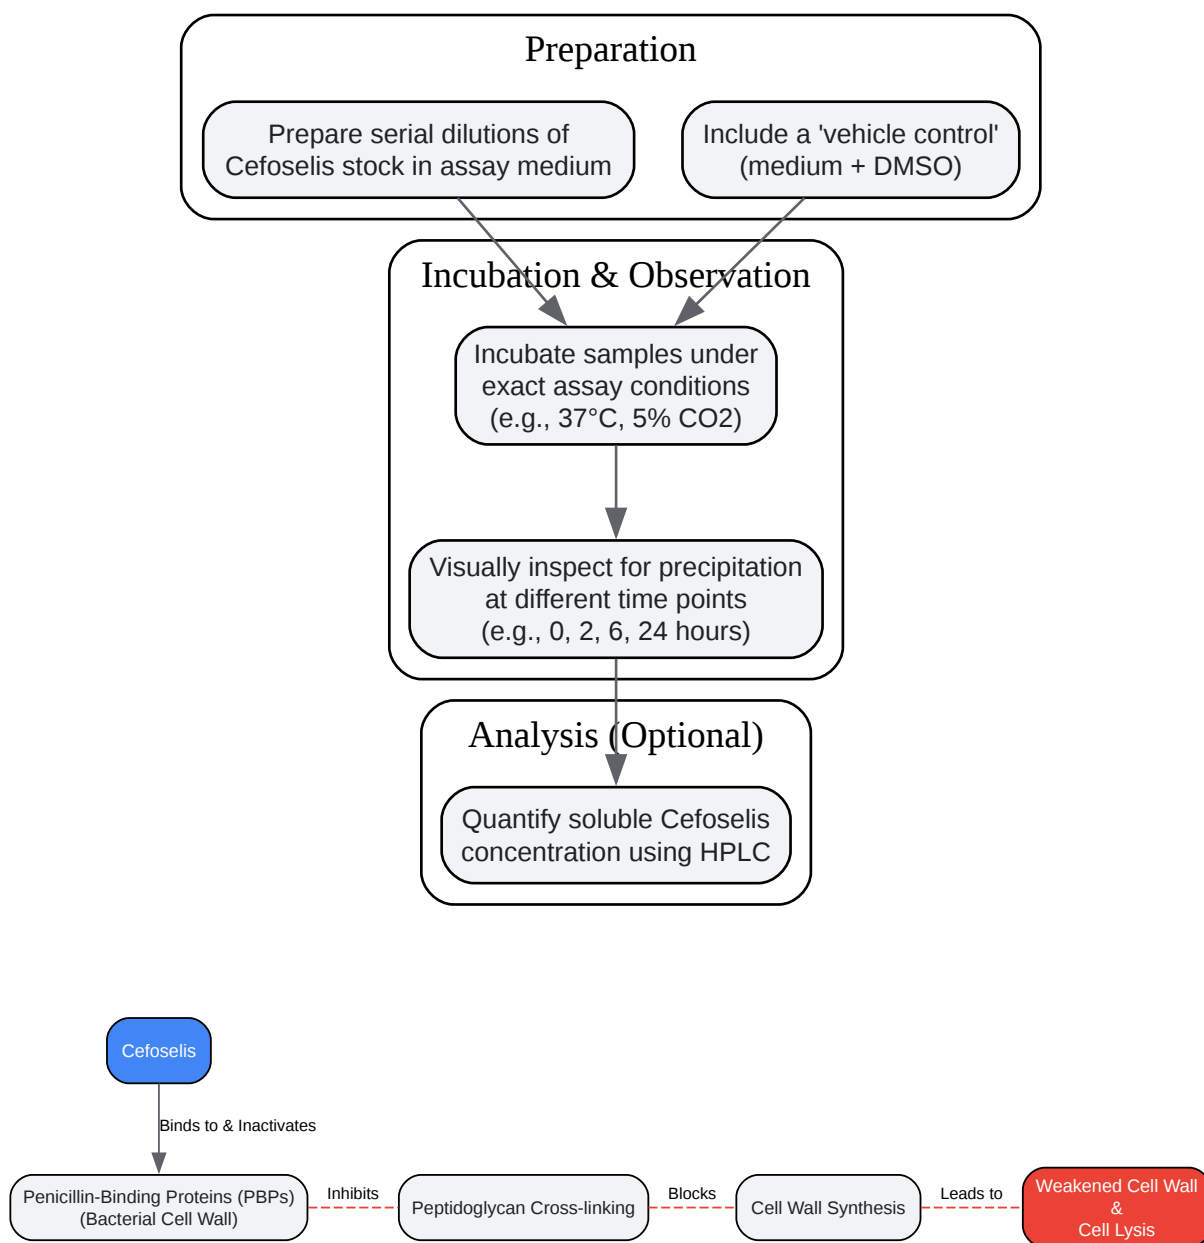 Preparation
Prepare serial dilutions of
Cefoselis stock in assay medium
Include a 'vehicle control'
(medium + DMSO)
Incubation & Observation
Incubate samples under
exact assay conditions
(e.g., 37°C, 5% CO2)
Visually inspect for precipitation
at different time points
(e.g., 0, 2, 6, 24 hours)
Analysis (Optional)
Quantify soluble Cefoselis
concentration using HPLC
Cefoselis
Binds to & Inactivates
Penicillin-Binding Proteins (PBPs)
(Bacterial Cell Wall)
Inhibits
Peptidoglycan Cross-linking
Blocks
Cell Wall Synthesis
Leads to
Weakened Cell Wall
&
Cell Lysis